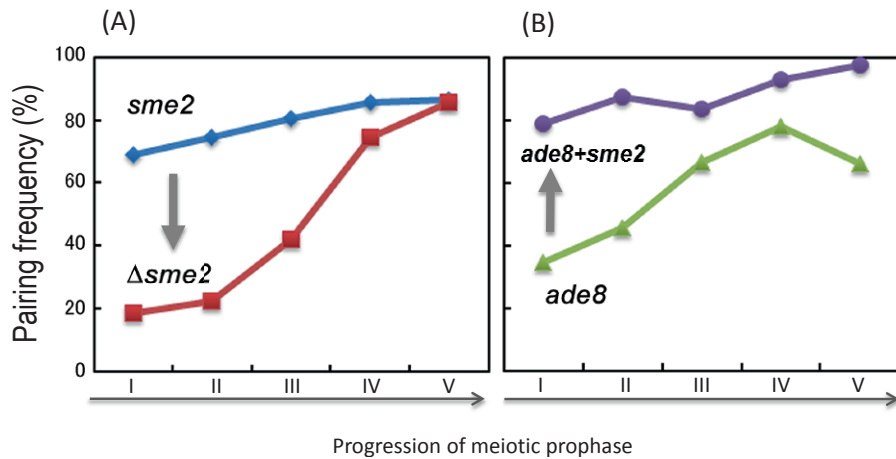 (A)
(B)
Pairing frequency (%)
100
80
60
40
20
0
sme2
Δsme2
ade8+sme2
ade8
I II III IV V
I II III IV V
Progression of meiotic prophase